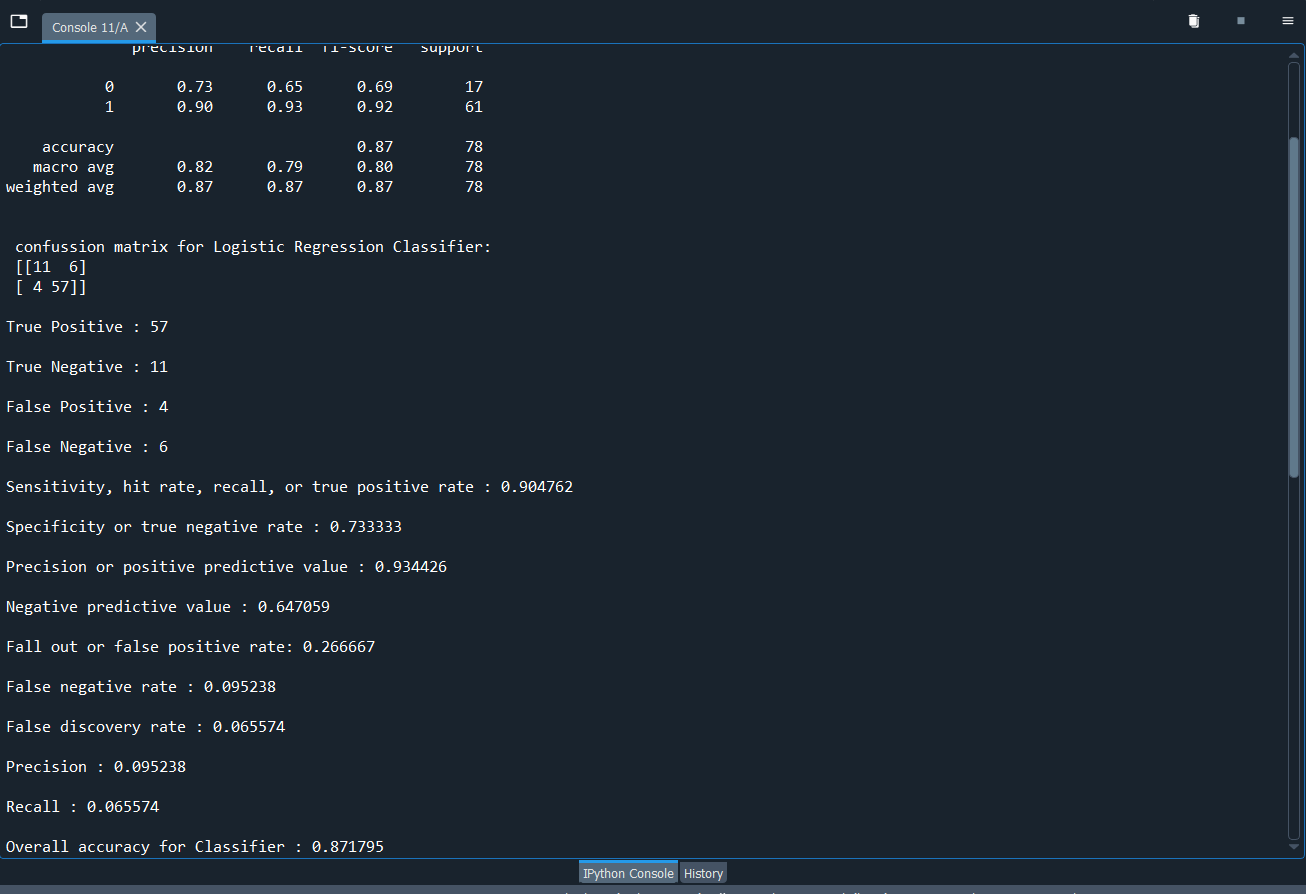 Console 11/A
precision recall f1-score support
0 0.73 0.65 0.69 17
1 0.90 0.93 0.92 61
accuracy 0.87 78
macro avg 0.82 0.79 0.80 78
weighted avg 0.87 0.87 0.87 78
confussion matrix for Logistic Regression Classifier:
[[11  6]
[ 4 57]]
True Positive : 57
True Negative : 11
False Positive : 4
False Negative : 6
Sensitivity, hit rate, recall, or true positive rate : 0.904762
Specificity or true negative rate : 0.733333
Precision or positive predictive value : 0.934426
Negative predictive value : 0.647059
Fall out or false positive rate: 0.266667
False negative rate : 0.095238
False discovery rate : 0.065574
Precision : 0.095238
Recall : 0.065574
Overall accuracy for Classifier : 0.871795
IPython Console History